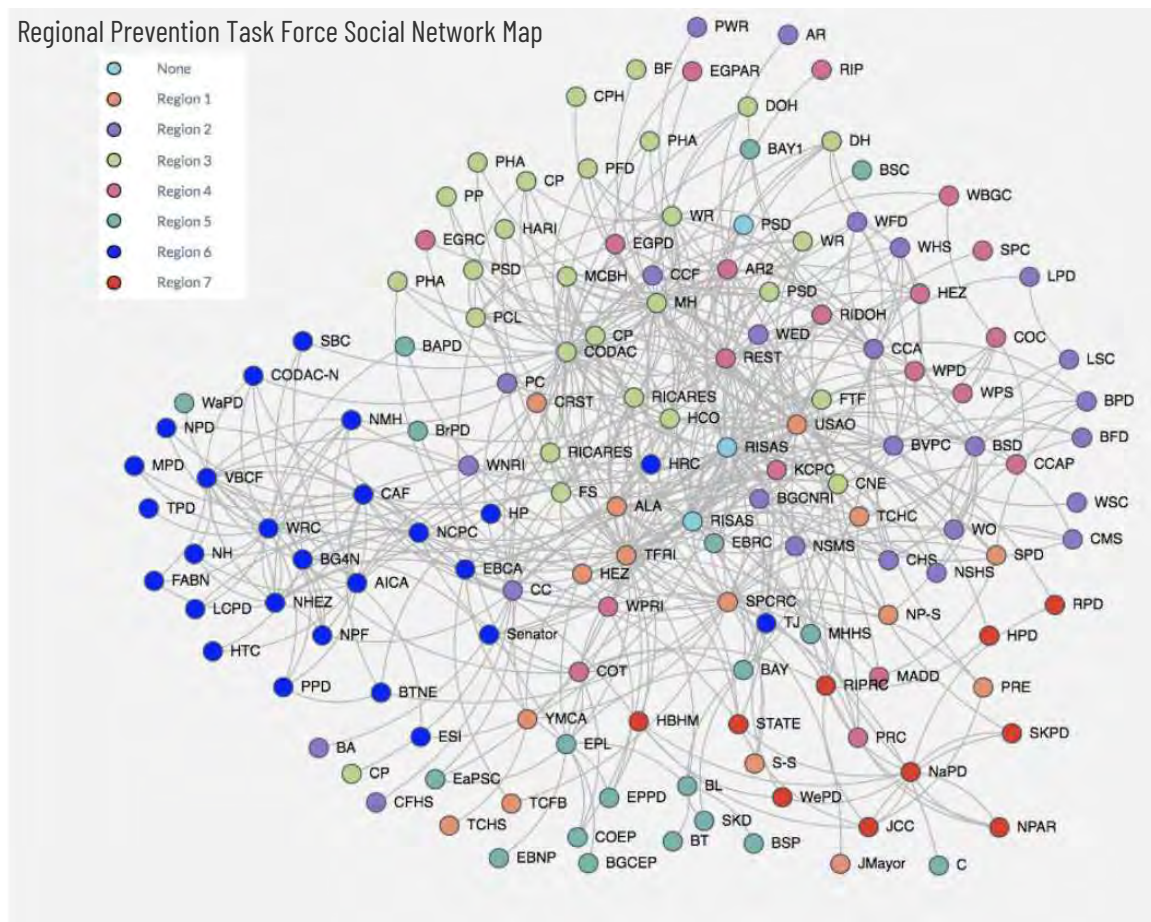 Regional Prevention Task Force Social Network Map
None
Region 1
Region 2
Region 3
Region 4
Region 5
Region 6
Region 7
PWR
AR
BF
EGPAR
RIP
CPH
DOH
PHA
DH
BAY1
PHA
CP
PFD
BSC
PP
WBGC
HARI
WR
PSD
WFD
EGRC
EGPD
WR
WHS
SPC
PSD
MCBH
CCF
AR2
LPD
PHA
PSD
HEZ
MH
PCL
RIDOH
CP
WED
COC
SBC
BAPD
CODAC
CCA
REST
LSC
CODAC-N
PC
WPD
WPS
WaPD
CRST
RICARES
FTF
BPD
NMH
HCO
USAO
NPD
BrPD
BVPC
BSD
BFD
RICARES
RISAS
MPD
WNRI
HRC
KCPC
CCAP
VBCF
CNE
CAF
FS
BGCNRI
WSC
TPD
ALA
HP
TCHC
WRC
NCPC
RISAS
WO
CMS
NH
BG4N
TFRI
EBRC
NSMS
CHS
SPD
EBCA
HEZ
NSHS
FABN
AICA
CC
LCPD
NHEZ
WPRI
SPCRC
NP-S
RPD
NPF
Senator
TJ
MHHS
HPD
HTC
COT
BAY
MADD
PPD
BTNE
RIPRC
PRE
YMCA
HBHM
STATE
SKPD
BA
ESI
EPL
PRC
CP
EaPSC
S-S
NaPD
BL
CFHS
TCFB
EPPD
WePD
TCHS
COEP
SKD
JCC
NPAR
BT
BSP
EBNP
BGCEP
JMayor
C